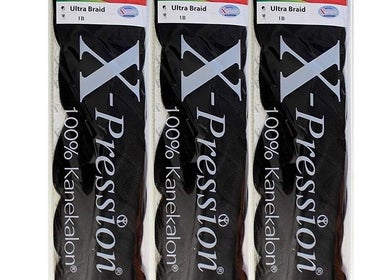 Ultra Braid
1B
X-Pression®
100% Kanekalon®
Ultra Braid
1B
X-Pression®
100% Kanekalon®
Ultra Braid
1B
X-Pression®
100% Kanekalon®